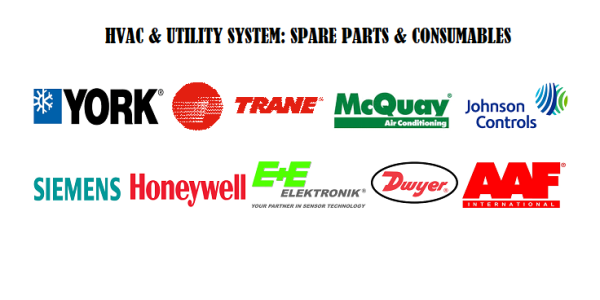 HVAC & UTILITY SYSTEM: SPARE PARTS & CONSUMABLES
YORK®
TRANE
McQuay®
Air Conditioning
Johnson
Controls
SIEMENS
Honeywell
E+E
ELEKTRONIK®
YOUR PARTNER IN SENSOR TECHNOLOGY
Dwyer®
AAF®
INTERNATIONAL